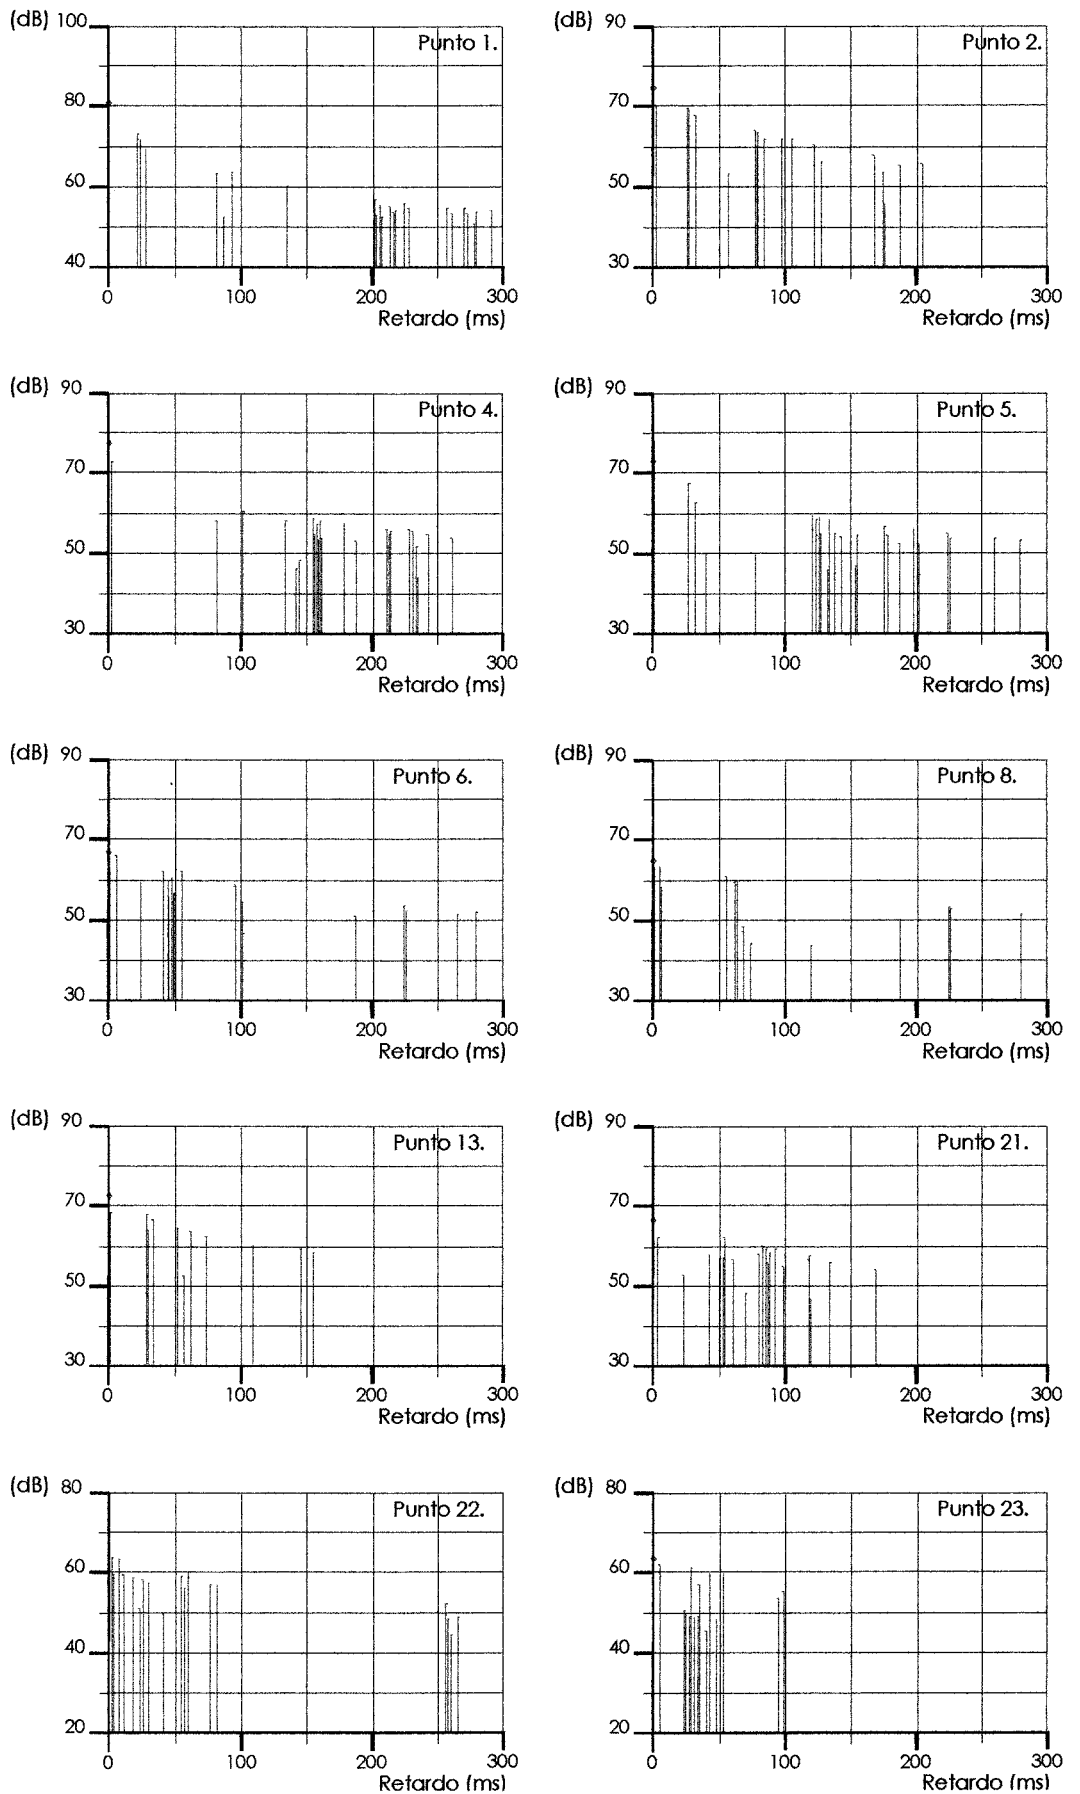 (dB) 100
Punto 1.
80
60
40
0 100 200 300
Retardo (ms)
(dB) 90
Punto 2.
70
50
30
0 100 200 300
Retardo (ms)
(dB) 90
Punto 4.
70
50
30
0 100 200 300
Retardo (ms)
(dB) 90
Punto 5.
70
50
30
0 100 200 300
Retardo (ms)
(dB) 90
Punto 6.
70
50
30
0 100 200 300
Retardo (ms)
(dB) 90
Punto 8.
70
50
30
0 100 200 300
Retardo (ms)
(dB) 90
Punto 13.
70
50
30
0 100 200 300
Retardo (ms)
(dB) 90
Punto 21.
70
50
30
0 100 200 300
Retardo (ms)
(dB) 80
Punto 22.
60
40
20
0 100 200 300
Retardo (ms)
(dB) 80
Punto 23.
60
40
20
0 100 200 300
Retardo (ms)